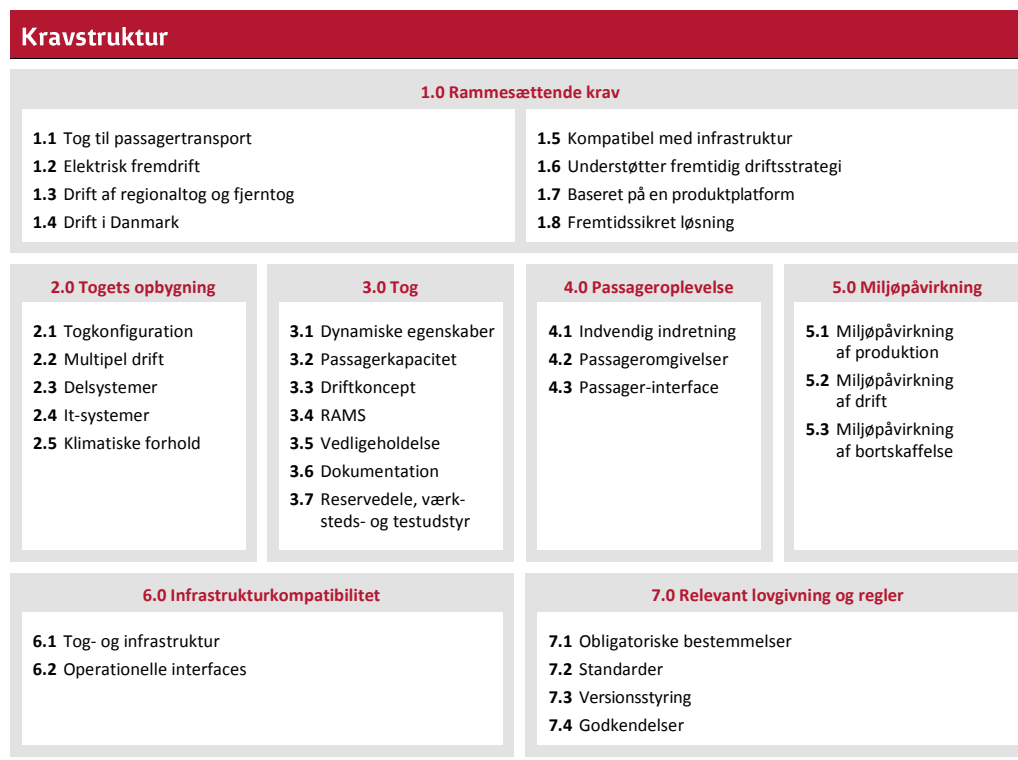 Kravstruktur
1.0 Rammesættende krav
1.1 Tog til passagertransport
1.2 Elektrisk fremdrift
1.3 Drift af regionaltog og fjerntog
1.4 Drift i Danmark
1.5 Kompatibel med infrastruktur
1.6 Understøtter fremtidig driftsstrategi
1.7 Baseret på en produktplatform
1.8 Fremtidssikret løsning
2.0 Togets opbygning
2.1 Togkonfiguration
2.2 Multipel drift
2.3 Delsystemer
2.4 It-systemer
2.5 Klimatiske forhold
3.0 Tog
3.1 Dynamiske egenskaber
3.2 Passagerkapacitet
3.3 Driftkoncept
3.4 RAMS
3.5 Vedligeholdelse
3.6 Dokumentation
3.7 Reservedele, værk-
steds- og testudstyr
4.0 Passageroplevelse
4.1 Indvendig indretning
4.2 Passageromgivelser
4.3 Passager-interface
5.0 Miljøpåvirkning
5.1 Miljøpåvirkning
af produktion
5.2 Miljøpåvirkning
af drift
5.3 Miljøpåvirkning
af bortskaffelse
6.0 Infrastrukturkompatibilitet
6.1 Tog- og infrastruktur
6.2 Operationelle interfaces
7.0 Relevant lovgivning og regler
7.1 Obligatoriske bestemmelser
7.2 Standarder
7.3 Versionsstyring
7.4 Godkendelser